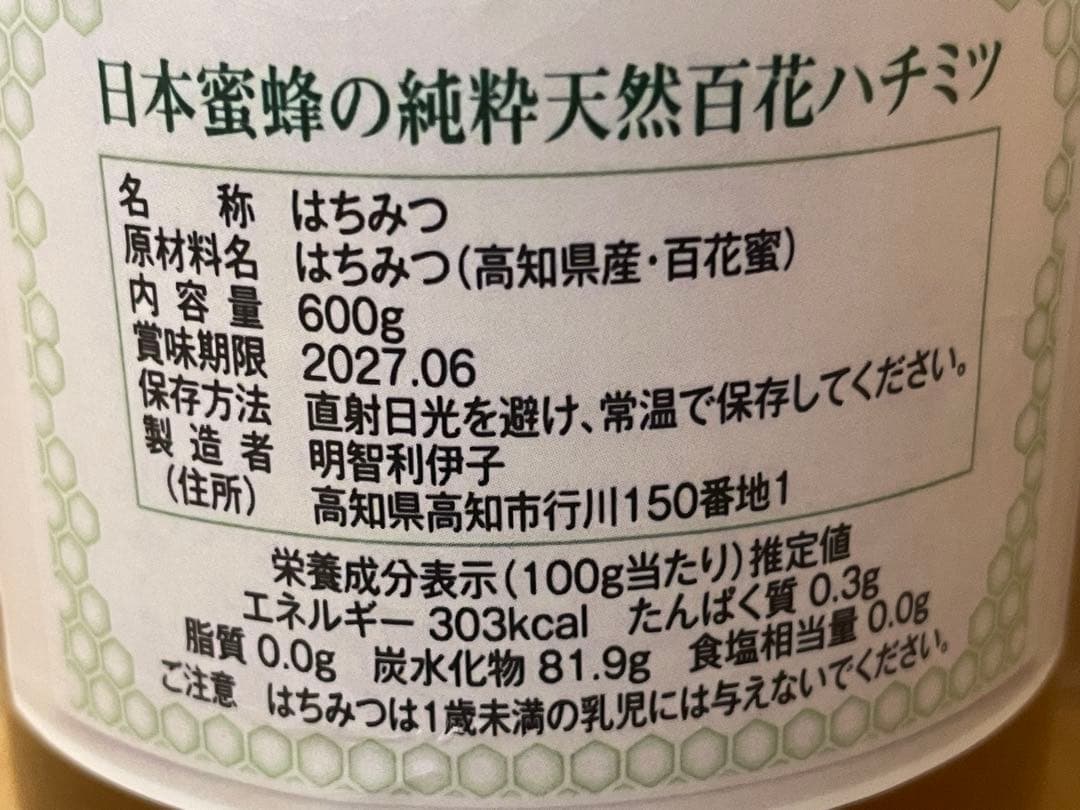 日本蜜蜂の純粋天然百花ハチミツ
名称 はちみつ
原材料名 はちみつ(高知県産・百花蜜)
内容量 600g
賞味期限 2027.06
保存方法 直射日光を避け、常温で保存してください。
製造者 明智利伊子
(住所) 高知県高知市行川150番地1
栄養成分表示(100g当たり)推定値
エネルギー 303kcal たんぱく質 0.3g
脂質 0.0g 炭水化物 81.9g 食塩相当量 0.0g
ご注意 はちみつは1歳未満の乳児には与えないでください。